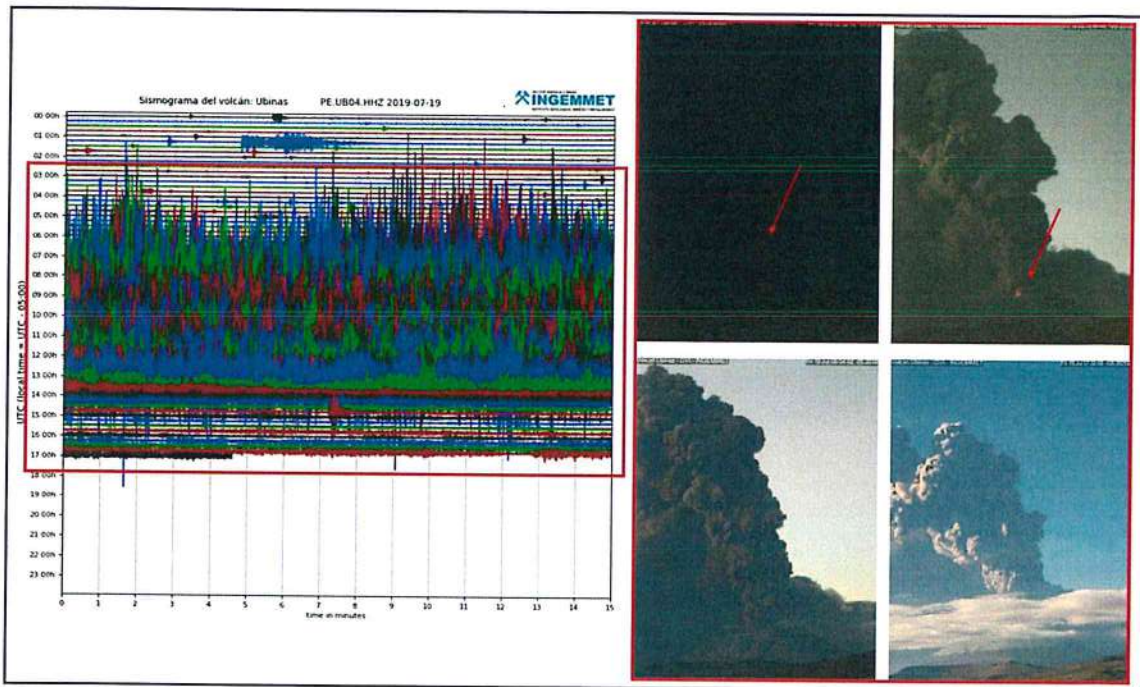 Sismograma del volcán: Ubinas PE.UB04.HHZ 2019-07-19
INGEMMET
UTC (local time = UTC - 05:00)
00:00h
01:00h
02:00h
03:00h
04:00h
05:00h
06:00h
07:00h
08:00h
09:00h
10:00h
11:00h
12:00h
13:00h
14:00h
15:00h
16:00h
17:00h
18:00h
19:00h
20:00h
21:00h
22:00h
23:00h
0 1 2 3 4 5 6 7 8 9 10 11 12 13 14 15
time in minutes